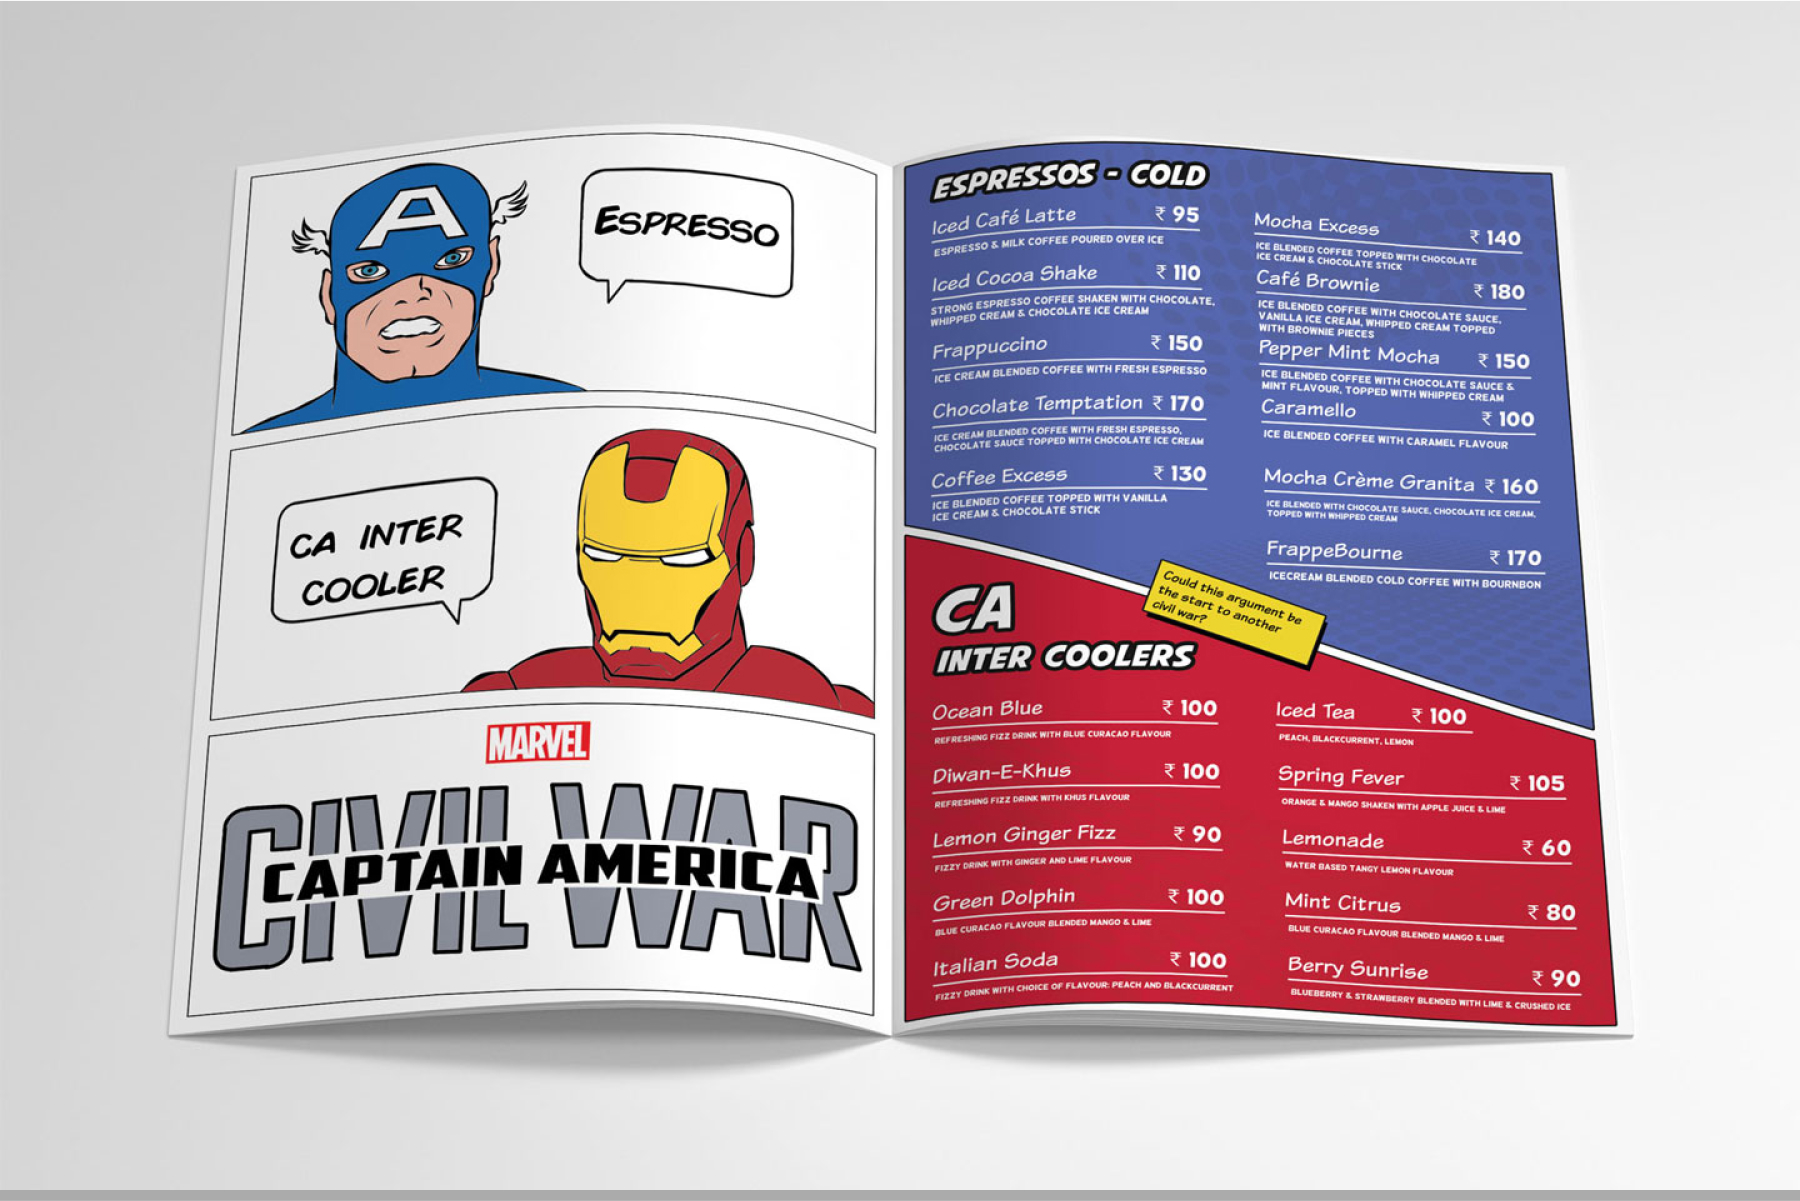 A
ESPRESSO
CA INTER
COOLER
MARVEL
CIVIL WAR
CAPTAIN AMERICA
ESPRESSOS - COLD
Iced Café Latte ₹ 95
ESPRESSO & MILK COFFEE POURED OVER ICE
Iced Cocoa Shake ₹ 110
STRONG ESPRESSO COFFEE SHAKEN WITH CHOCOLATE,
WHIPPED CREAM & CHOCOLATE ICE CREAM
Frappuccino ₹ 150
ICE CREAM BLENDED COFFEE WITH FRESH ESPRESSO
Chocolate Temptation ₹ 170
ICE CREAM BLENDED COFFEE WITH FRESH ESPRESSO,
CHOCOLATE SAUCE TOPPED WITH CHOCOLATE ICE CREAM
Coffee Excess ₹ 130
ICE BLENDED COFFEE TOPPED WITH VANILLA
ICE CREAM & CHOCOLATE STICK
Mocha Excess ₹ 140
ICE BLENDED COFFEE TOPPED WITH CHOCOLATE
ICE CREAM & CHOCOLATE STICK
Café Brownie ₹ 180
ICE BLENDED COFFEE WITH CHOCOLATE SAUCE,
VANILLA ICE CREAM, WHIPPED CREAM TOPPED
WITH BROWNIE PIECES
Pepper Mint Mocha ₹ 150
ICE BLENDED COFFEE WITH CHOCOLATE SAUCE &
MINT FLAVOUR, TOPPED WITH WHIPPED CREAM
Caramello ₹ 100
ICE BLENDED COFFEE WITH CARAMEL FLAVOUR
Mocha Crème Granita ₹ 160
ICE BLENDED WITH CHOCOLATE SAUCE, CHOCOLATE ICE CREAM,
TOPPED WITH WHIPPED CREAM
FrappeBourne ₹ 170
ICECREAM BLENDED COLD COFFEE WITH BOURNBON
Could this argument be
the start to another
civil war?
CA
INTER COOLERS
Ocean Blue ₹ 100
REFRESHING FIZZ DRINK WITH BLUE CURACAO FLAVOUR
Diwan-E-Khus ₹ 100
REFRESHING FIZZ DRINK WITH KHUS FLAVOUR
Lemon Ginger Fizz ₹ 90
FIZZY DRINK WITH GINGER AND LIME FLAVOUR
Green Dolphin ₹ 100
BLUE CURACAO FLAVOUR BLENDED MANGO & LIME
Italian Soda ₹ 100
FIZZY DRINK WITH CHOICE OF FLAVOUR: PEACH AND BLACKCURRENT
Iced Tea ₹ 100
PEACH, BLACKCURRENT, LEMON
Spring Fever ₹ 105
ORANGE & MANGO SHAKEN WITH APPLE JUICE & LIME
Lemonade ₹ 60
WATER BASED TANGY LEMON FLAVOUR
Mint Citrus ₹ 80
BLUE CURACAO FLAVOUR BLENDED MANGO & LIME
Berry Sunrise ₹ 90
BLUEBERRY & STRAWBERRY BLENDED WITH LIME & CRUSHED ICE